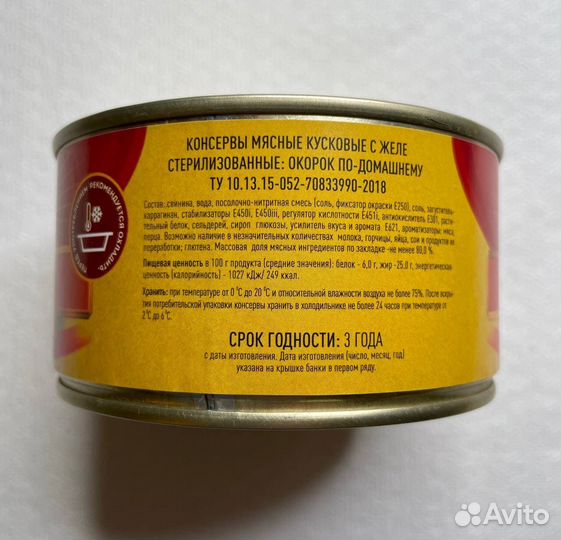 КОНСЕРВЫ МЯСНЫЕ КУСКОВЫЕ С ЖЕЛЕ
СТЕРИЛИЗОВАННЫЕ: ОКОРОК ПО-ДОМАШНЕМУ
ТУ 10.13.15-052-70833990-2018
Состав: свинина, вода, посолочно-нитритная смесь (соль, фиксатор окраски Е250), соль, загуститель-
каррагинан, стабилизаторы Е450i, Е450iii, регулятор кислотности Е451i, антиокислитель Е301, расти-
тельный белок, сельдерей, сироп глюкозы, усилитель вкуса и аромата Е621, ароматизаторы: мяса,
перца. Возможно наличие в незначительных количествах молока, горчицы, яйца, сои и продуктов их
переработки; глютена. Массовая доля мясных ингредиентов по закладке -не менее 80,0 %.
Пищевая ценность в 100 г продукта (средние значения): белок - 6,0 г, жир -25,0 г, энергетическая
ценность (калорийность) - 1027 кДж/ 249 ккал.
Хранить: при температуре от 0°С до 20°С и относительной влажности воздуха не более 75%. После вскры-
тия потребительской упаковки консервы хранить в холодильнике не более 24 часов при температуре от
2°С до 6°С.
СРОК ГОДНОСТИ: 3 ГОДА
с даты изготовления. Дата изготовления (число, месяц, год)
указана на крышке банки в первом ряду.
РЕКОМЕНДУЕТСЯ ОХЛАДИТЬ
Avito